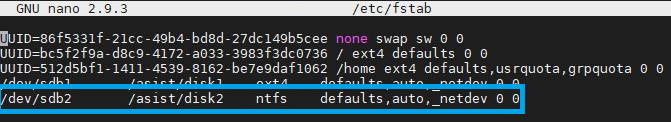 GNU nano 2.9.3 /etc/fstab
UUID=86f5331f-21cc-49b4-bd8d-27dc149b5cee none swap sw 0 0
UUID=bc5f2f9a-d8c9-4172-a033-3983f3dc0736 / ext4 defaults 0 0
UUID=512d5bf1-1411-4539-8162-be7e9daf1062 /home ext4 defaults,usrquota,grpquota 0 0
/dev/sdb1 /asist/disk1 ext4 defaults,auto,_netdev 0 0
/dev/sdb2 /asist/disk2 ntfs defaults,auto,_netdev 0 0